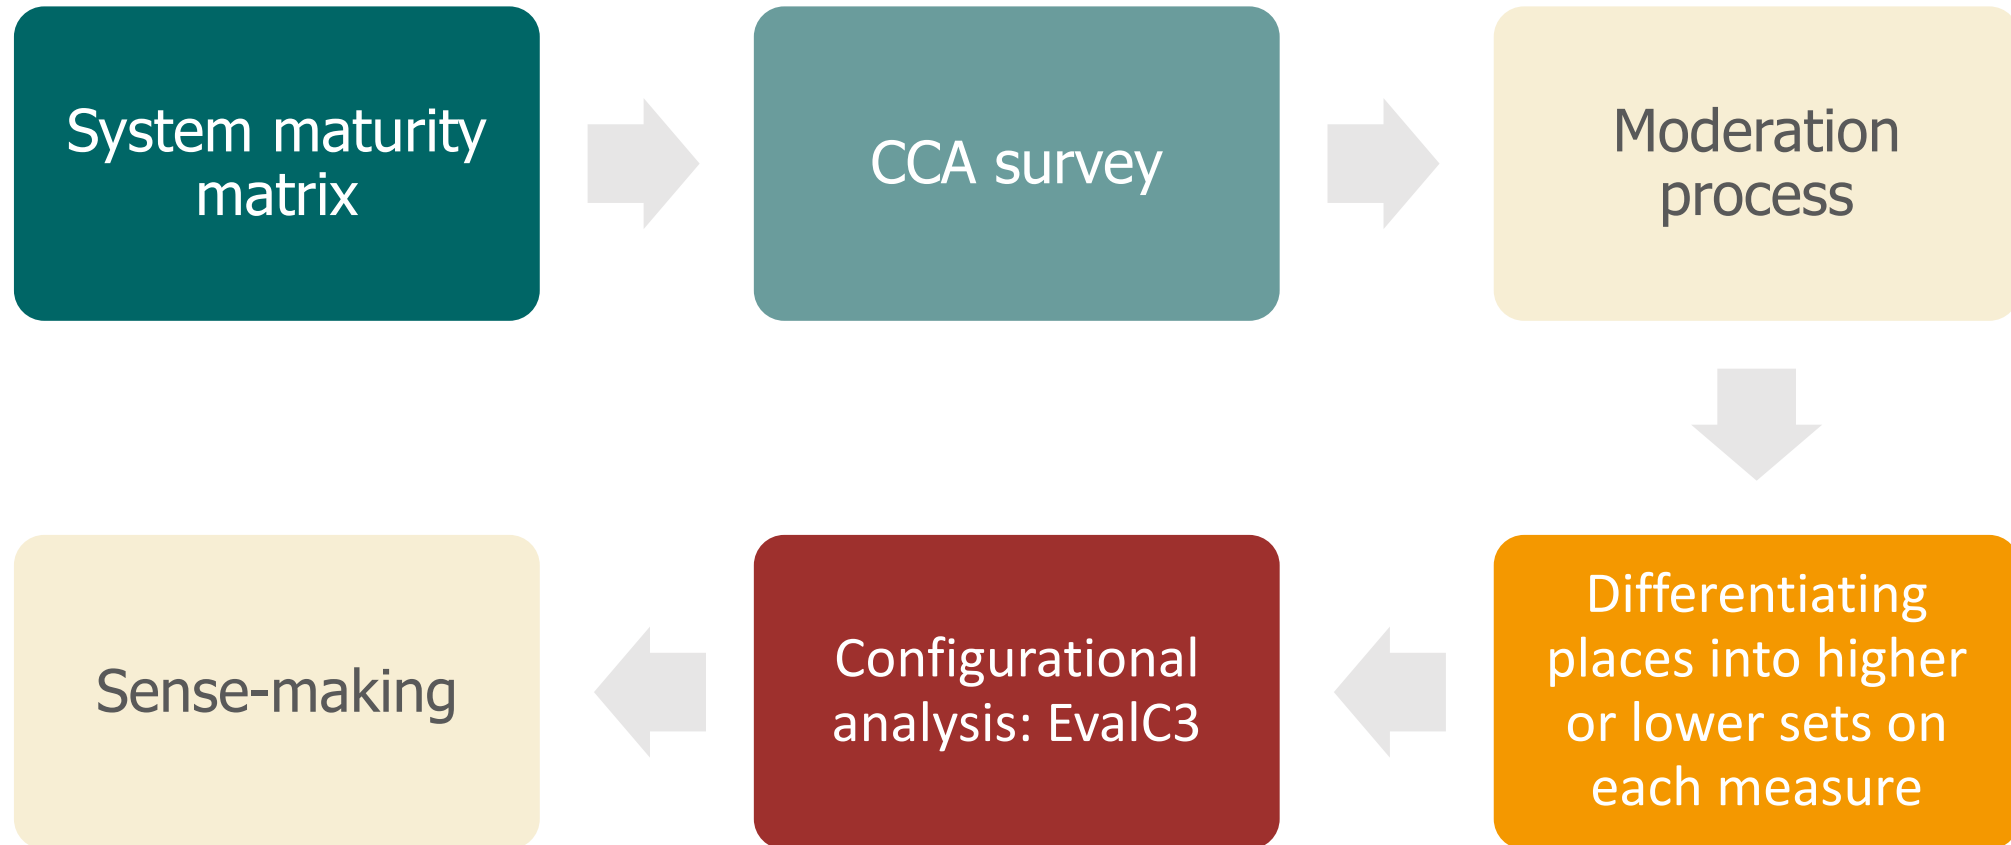 System maturity
matrix
CCA survey
Moderation
process
Differentiating
places into higher
or lower sets on
each measure
Configurational
analysis: EvalC3
Sense-making